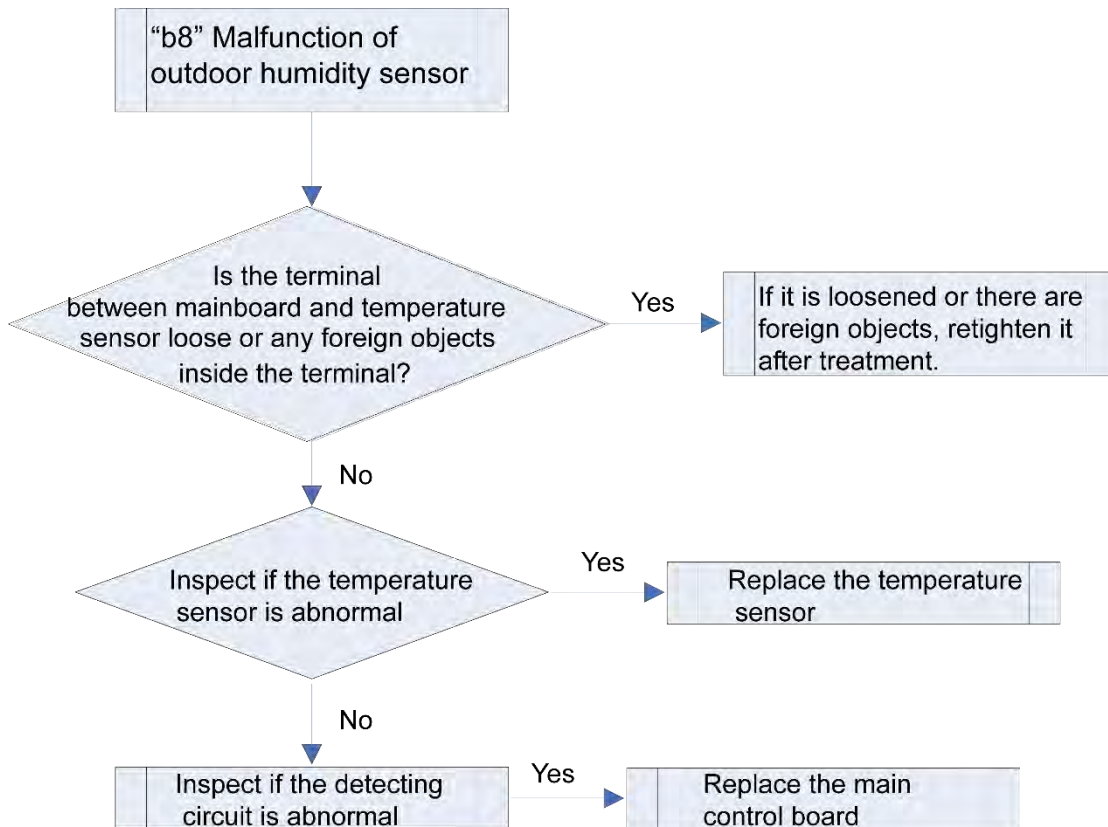 “b8” Malfunction of
outdoor humidity sensor
Is the terminal
between mainboard and temperature
sensor loose or any foreign objects
inside the terminal?
Yes
If it is loosened or there are
foreign objects, retighten it
after treatment.
No
Inspect if the temperature
sensor is abnormal
Yes
Replace the temperature
sensor
No
Inspect if the detecting
circuit is abnormal
Yes
Replace the main
control board